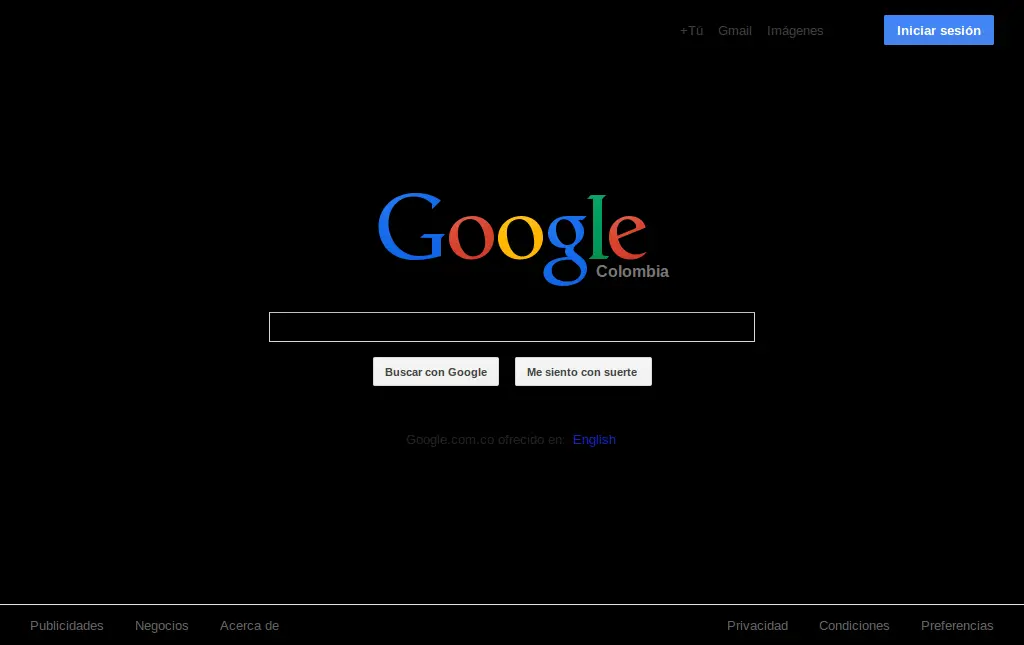 +Tú Gmail Imágenes Iniciar sesión
Google
Colombia
Buscar con Google Me siento con suerte
Google.com.co ofrecido en: English
Publicidades Negocios Acerca de Privacidad Condiciones Preferencias